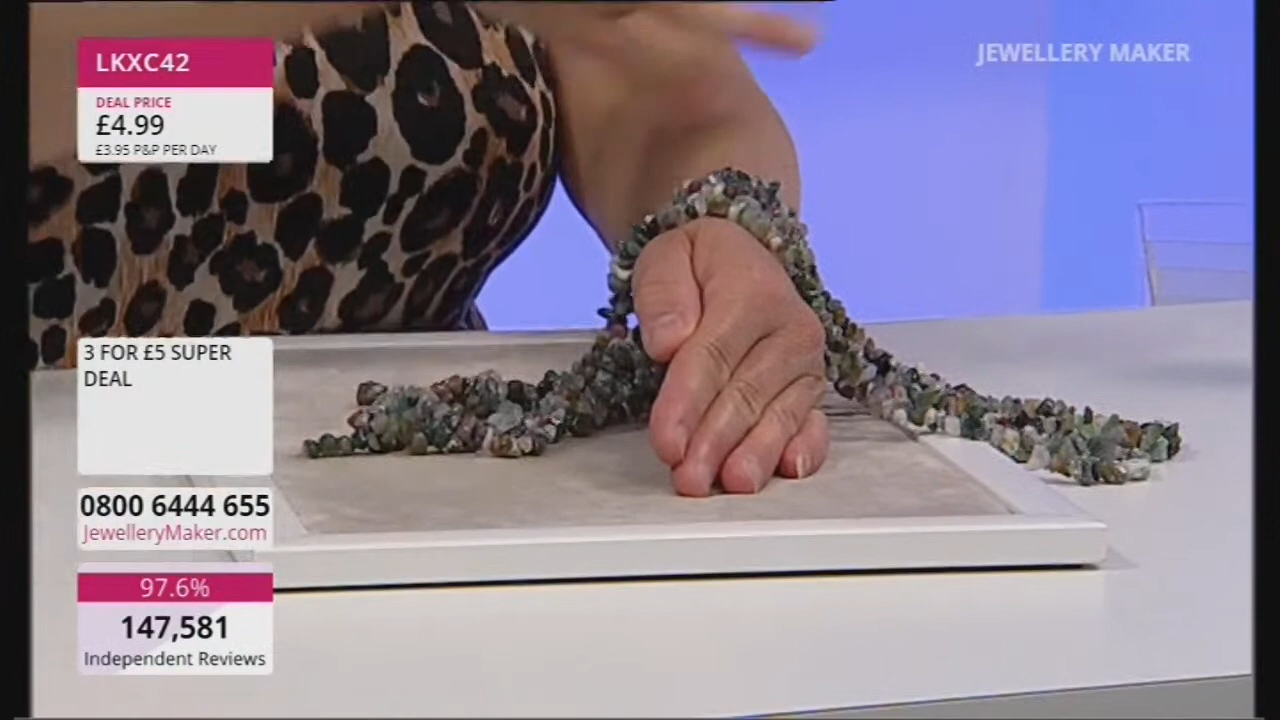 LKXC42
DEAL PRICE
£4.99
£3.95 P&P PER DAY
JEWELLERY MAKER
3 FOR £5 SUPER
DEAL
0800 6444 655
JewelleryMaker.com
97.6%
147,581
Independent Reviews